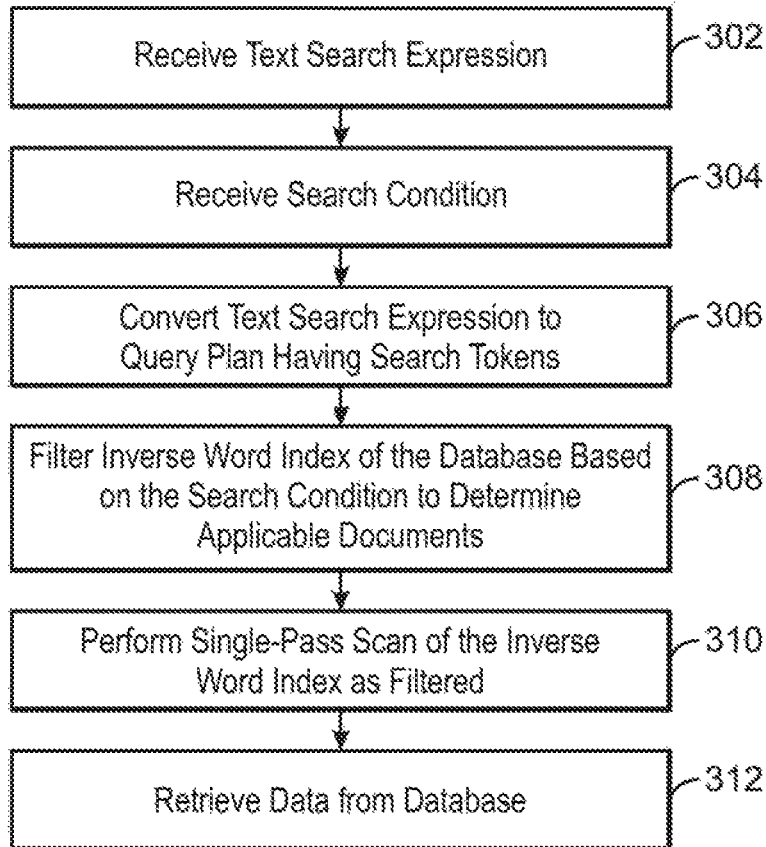 Receive Text Search Expression
302
Receive Search Condition
304
Convert Text Search Expression to
Query Plan Having Search Tokens
306
Filter Inverse Word Index of the Database Based
on the Search Condition to Determine
Applicable Documents
308
Perform Single-Pass Scan of the Inverse
Word Index as Filtered
310
Retrieve Data from Database
312